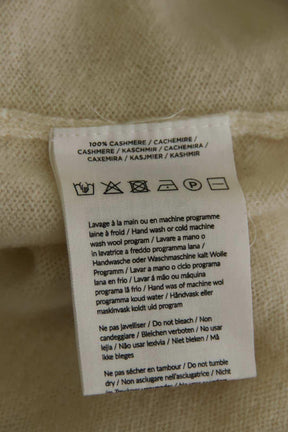 100% CASHMERE / CACHEMIRE /
CASHMERE / KASCHMIR / CACHEMIRA /
CAXEMIRA / KASJMIER / KASHMIR
Lavage à la main ou en machine programme
laine à froid / Hand wash or cold machine
wash wool program / Lavare a mano o
in lavatrice a freddo programma lana /
Handwasche oder Waschmaschine kalt Wolle
Programm / Lavar a mano o ciclo programa
lana en frio / Lavar à mão ou máquina
programa lã frio / Hand was of machine wol
programma koud water / Håndvask eller
maskinvask koldt uld program
Ne pas javelliser / Do not bleach / Non
candeggiare / Bleichen verboten / No usar
lejia / Não usar lexivia / Niet bleken / Må
ikke bleges
Ne pas sécher en tambour / Do not tumble
dry / Non asciugare nell'asciugatrice / Nicht